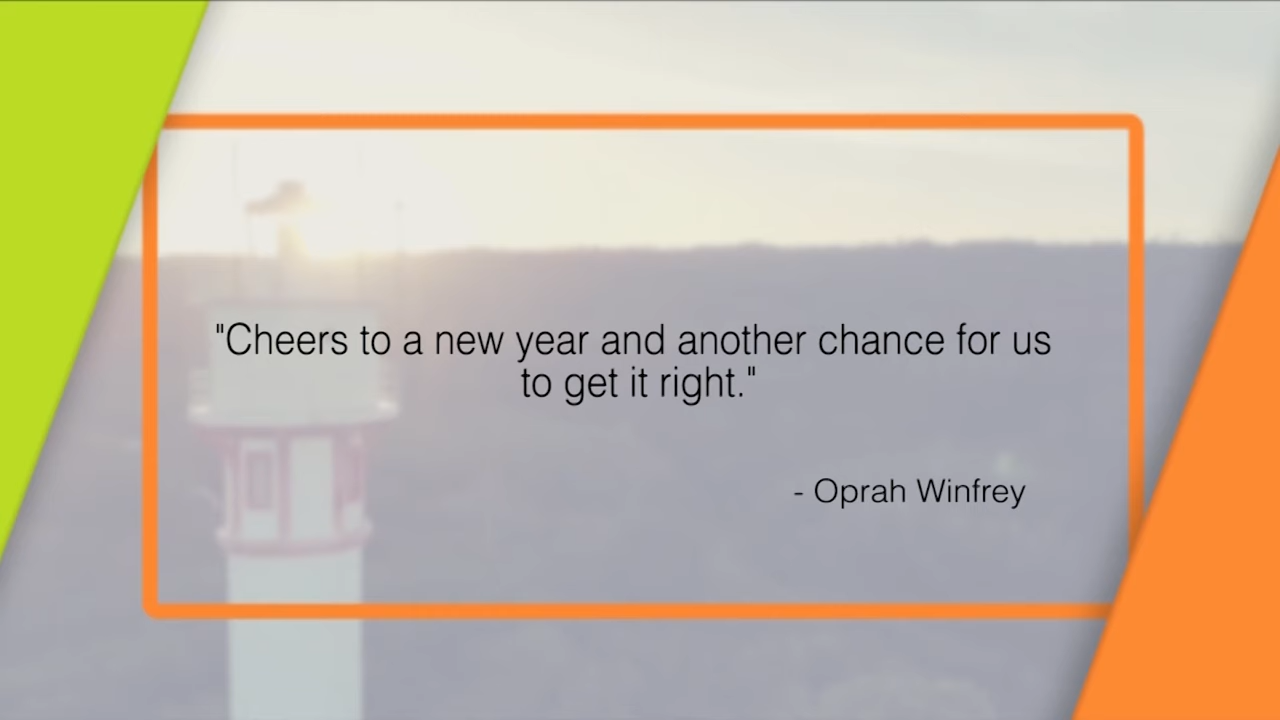 "Cheers to a new year and another chance for us
to get it right."
- Oprah Winfrey